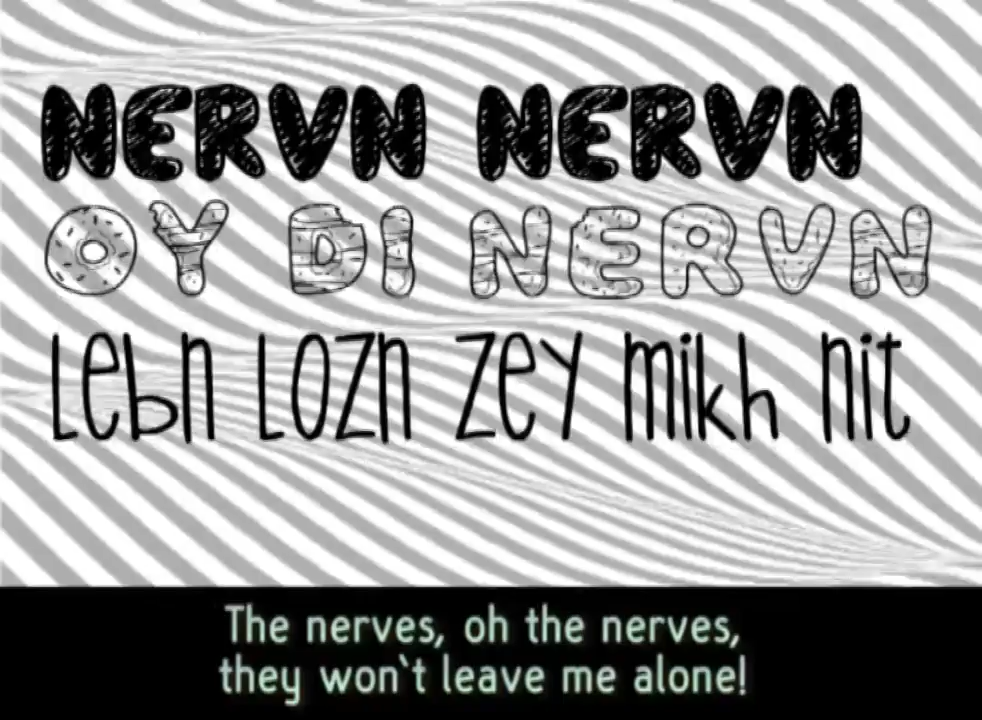 NERVN NERVN
OY DI NERVN
Lebn Lozn zey mikh nit
The nerves, oh the nerves,
they won't leave me alone!